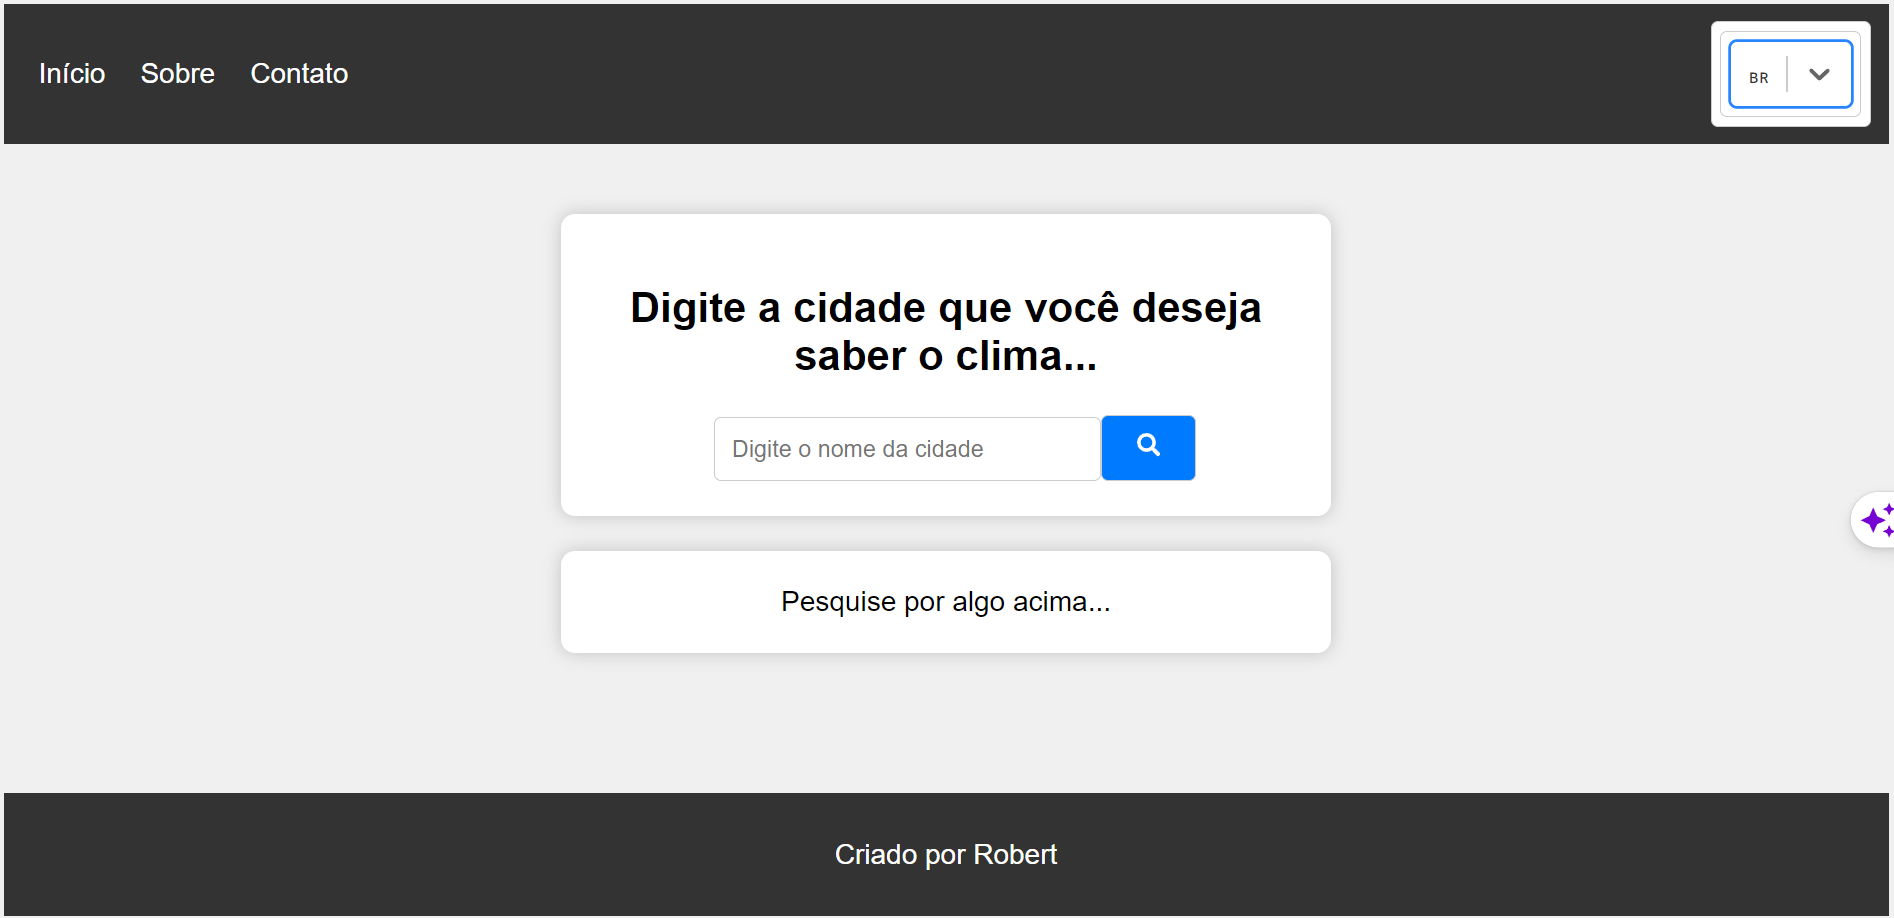 Início Sobre Contato BR
Digite a cidade que você deseja
saber o clima...
Digite o nome da cidade
Pesquise por algo acima...
Criado por Robert